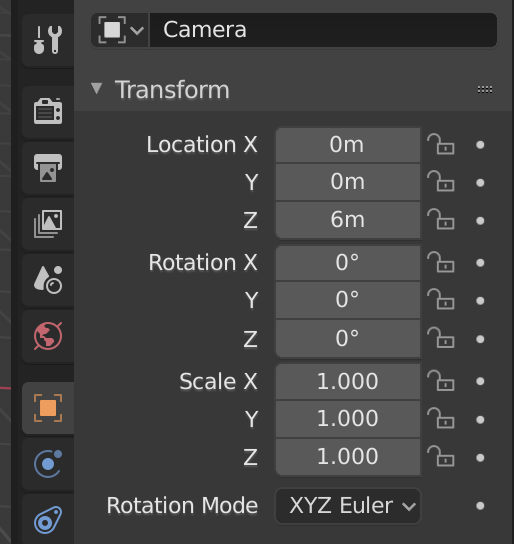 Camera
Transform
Location X 0m
Y 0m
Z 6m
Rotation X 0°
Y 0°
Z 0°
Scale X 1.000
Y 1.000
Z 1.000
Rotation Mode XYZ Euler